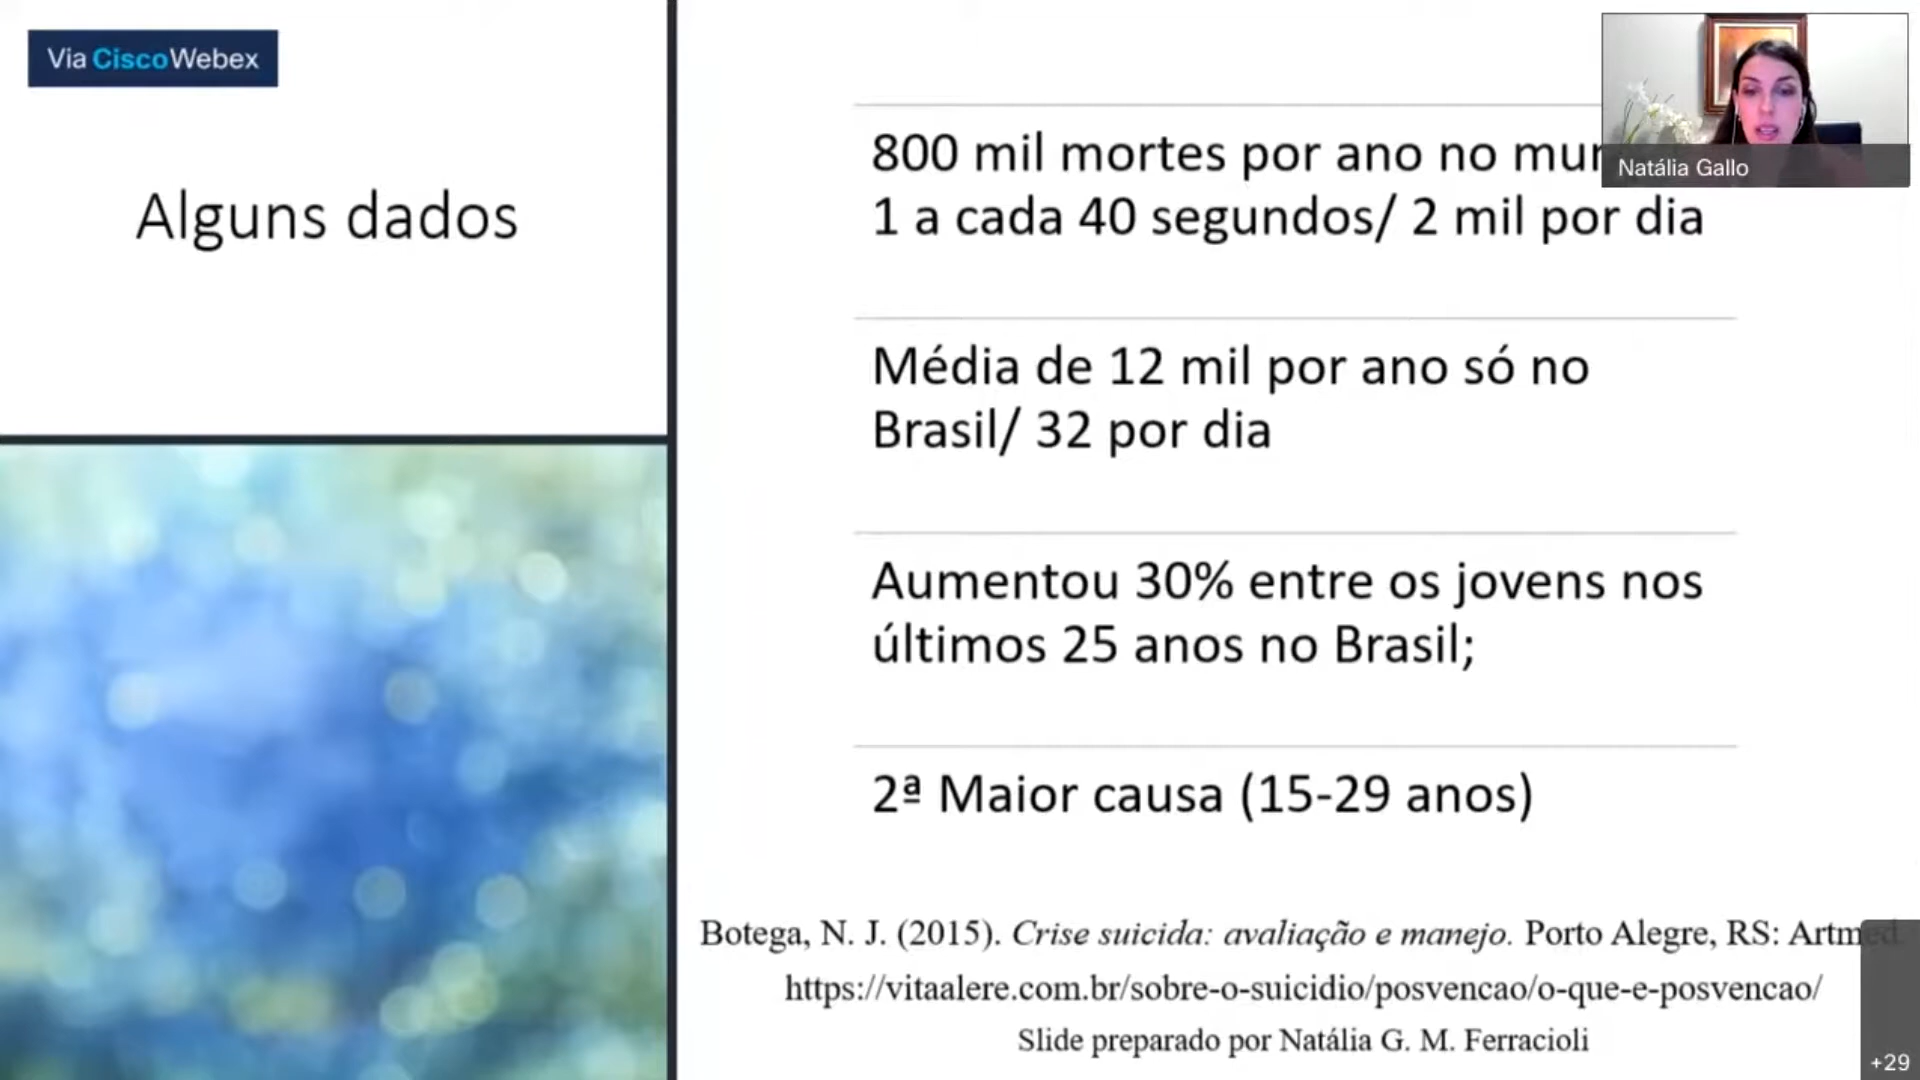 Via CiscoWebex
Alguns dados
800 mil mortes por ano no
1 a cada 40 segundos/ 2 mil por dia
Média de 12 mil por ano só no
Brasil/ 32 por dia
Aumentou 30% entre os jovens nos
últimos 25 anos no Brasil;
2ª Maior causa (15-29 anos)
Botega, N. J. (2015). Crise suicida: avaliação e manejo. Porto Alegre, RS: Artmed.
https://vitaalere.com.br/sobre-o-suicidio/posvencao/o-que-e-posvencao/
Slide preparado por Natália G. M. Ferracioli
Natália Gallo
+29